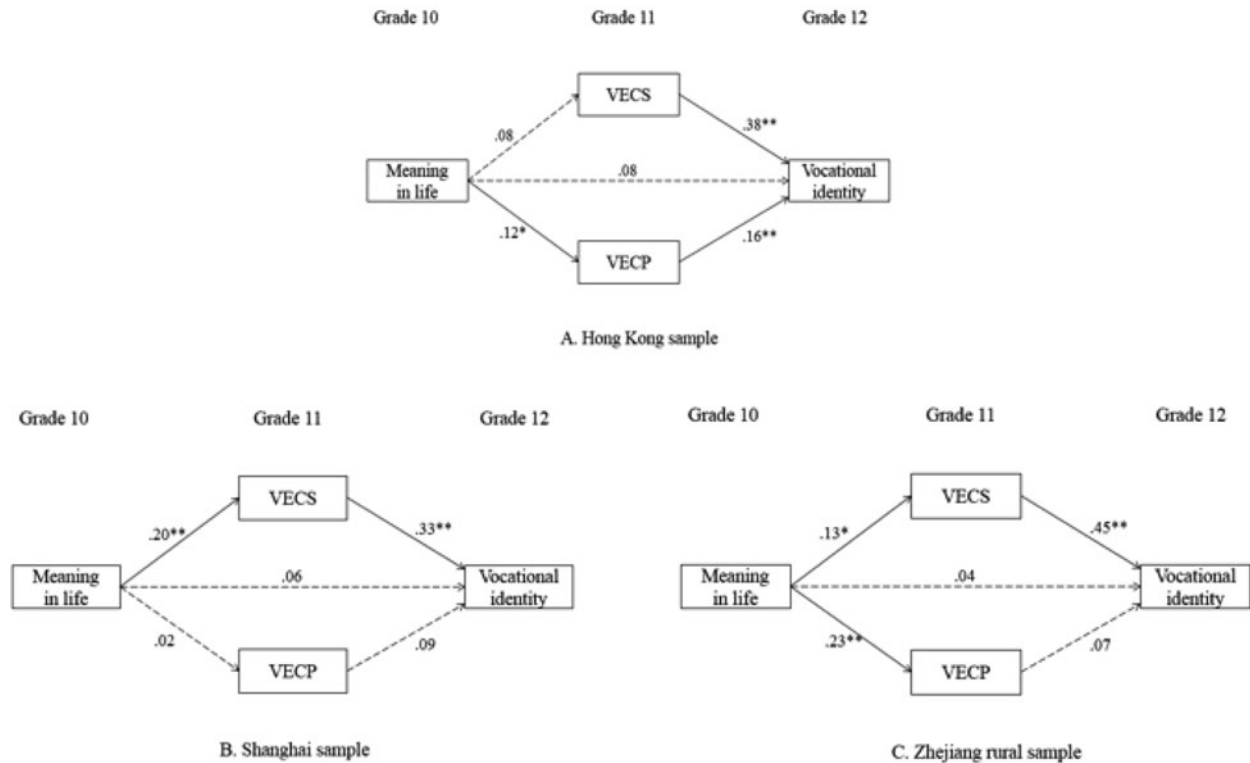 Grade 10 Grade 11 Grade 12
VECS
.08 .38**
Meaning
in life
.08
Vocational
identity
.12* .16**
VECP
A. Hong Kong sample
Grade 10 Grade 11 Grade 12
VECS
.20** .33**
Meaning
in life
.06
Vocational
identity
.02 .09
VECP
B. Shanghai sample
Grade 10 Grade 11 Grade 12
VECS
.13* .45**
Meaning
in life
.04
Vocational
identity
.23** .07
VECP
C. Zhejiang rural sample